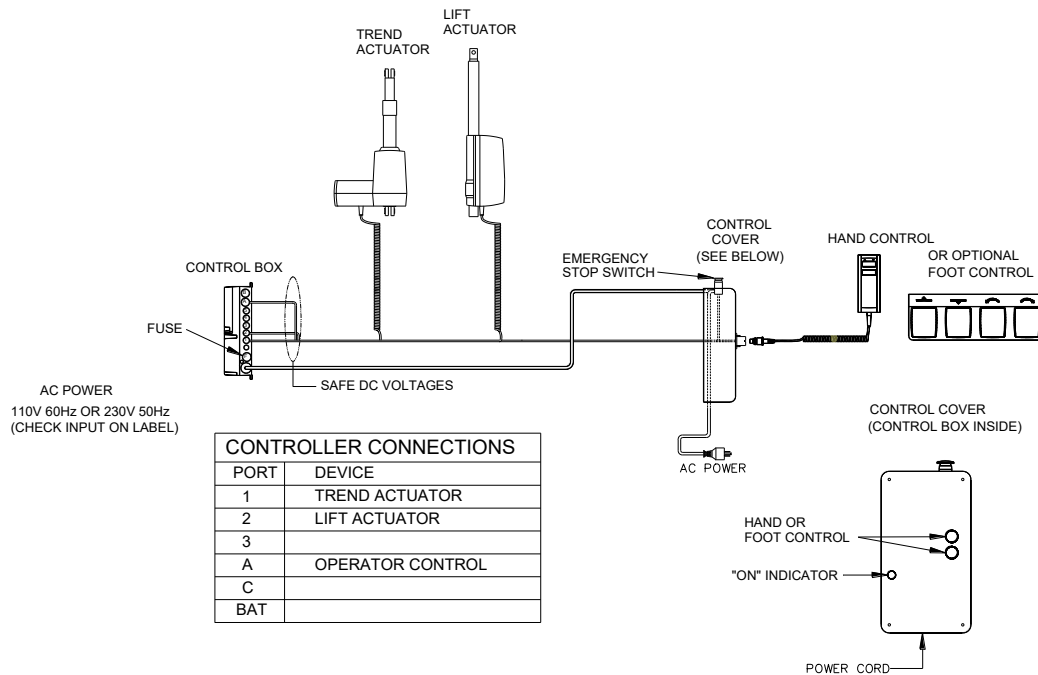 LIFT
ACTUATOR
TREND
ACTUATOR
CONTROL
COVER
(SEE BELOW)
HAND CONTROL
EMERGENCY
STOP SWITCH
OR OPTIONAL
FOOT CONTROL
CONTROL BOX
FUSE
SAFE DC VOLTAGES
AC POWER
110V 60Hz OR 230V 50Hz
(CHECK INPUT ON LABEL)
AC POWER
CONTROL COVER
(CONTROL BOX INSIDE)
CONTROLLER CONNECTIONS
PORT DEVICE
1 TREND ACTUATOR
2 LIFT ACTUATOR
3
A OPERATOR CONTROL
C
BAT
HAND OR
FOOT CONTROL
"ON" INDICATOR
POWER CORD